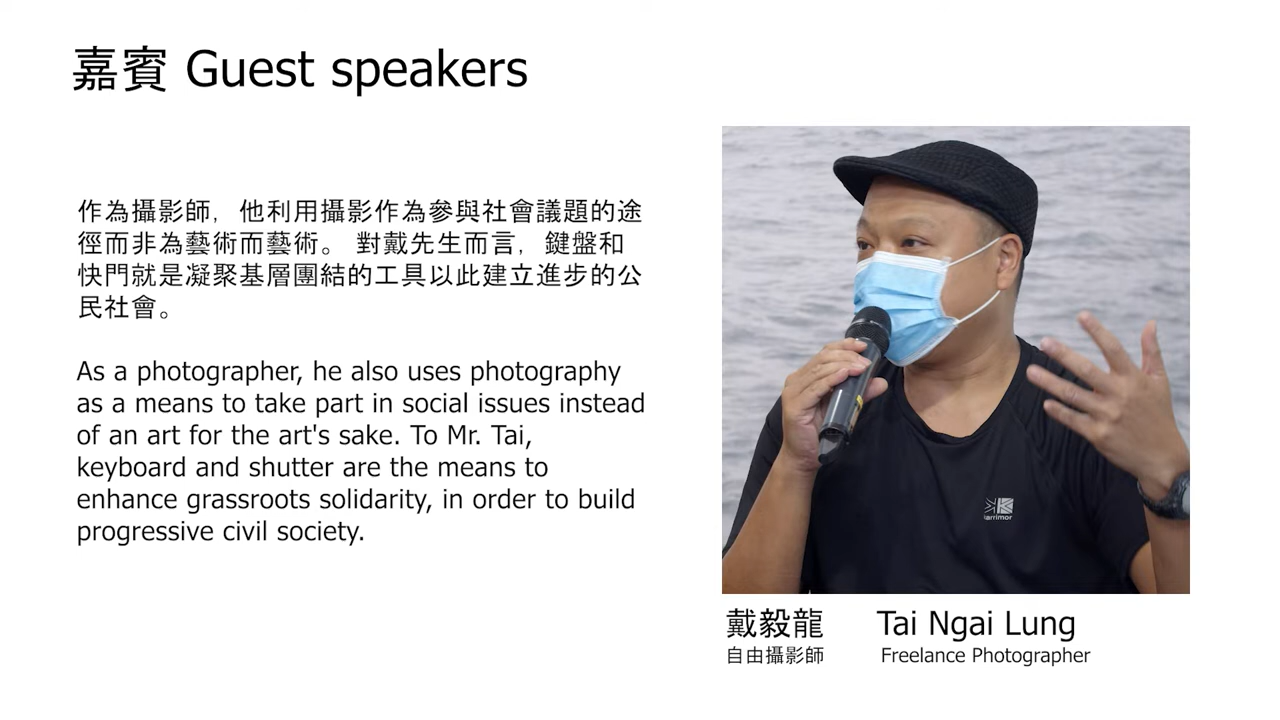 嘉賓 Guest speakers
作為攝影師，他利用攝影作為參與社會議題的途
徑而非為藝術而藝術。 對戴先生而言，鍵盤和
快門就是凝聚基層團結的工具以此建立進步的公
民社會。
As a photographer, he also uses photography
as a means to take part in social issues instead
of an art for the art's sake. To Mr. Tai,
keyboard and shutter are the means to
enhance grassroots solidarity, in order to build
progressive civil society.
karrimor
戴毅龍 Tai Ngai Lung
自由攝影師 Freelance Photographer